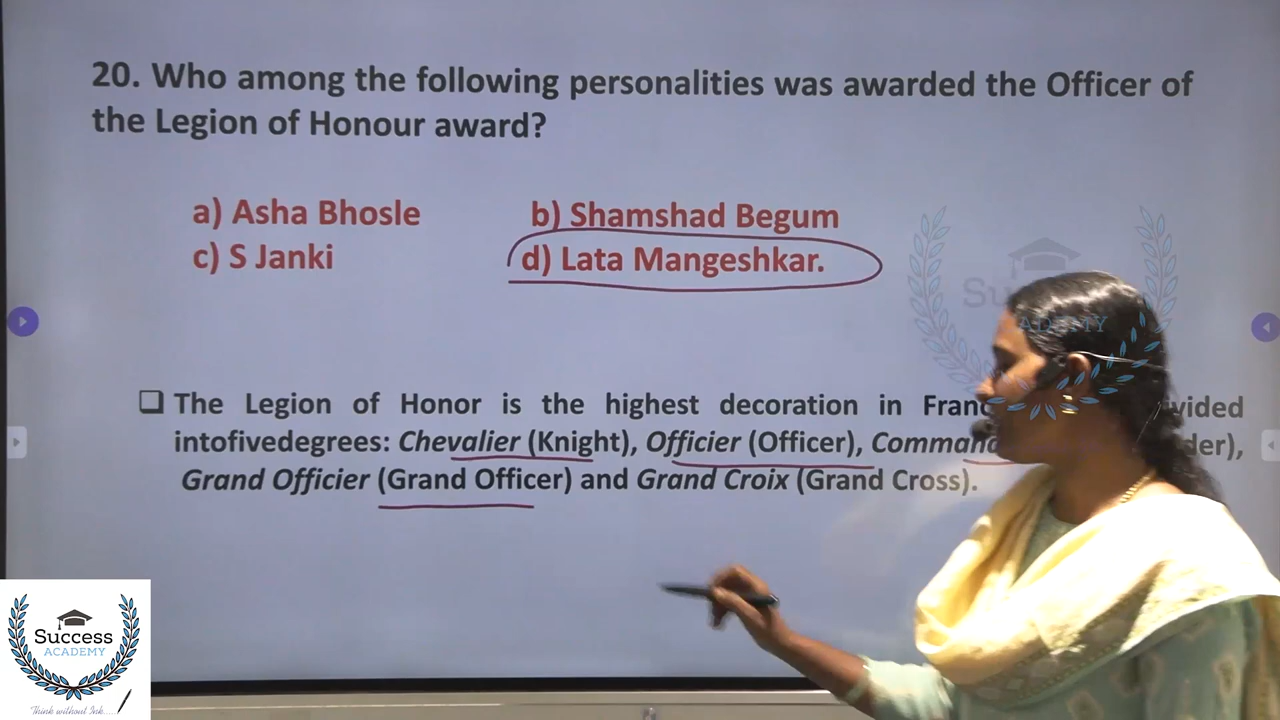 20. Who among the following personalities was awarded the Officer of
the Legion of Honour award?
a) Asha Bhosle b) Shamshad Begum
c) S Janki d) Lata Mangeshkar.
❑ The Legion of Honor is the highest decoration in
intofivedegrees: Chevalier (Knight), Officier (Officer),
Grand Officier (Grand Officer) and Grand Croix (Grand Cross).
Success
ACADEMY
Think without Ink.....